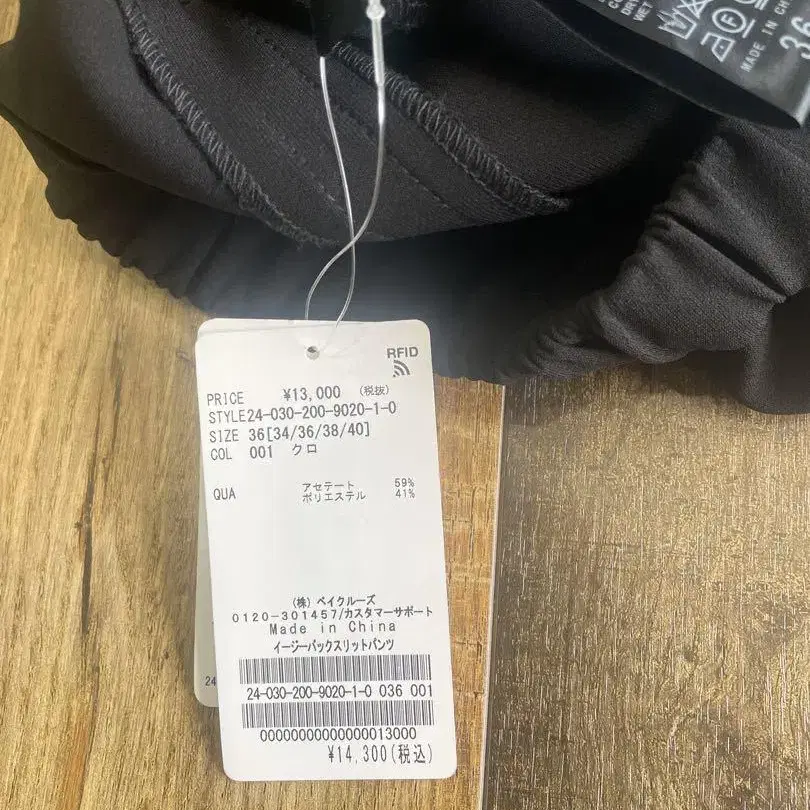 DRY
WET
MADE IN CH
36
RFID
PRICE ¥13,000 (税抜)
STYLE24-030-200-9020-1-0
SIZE 36[34/36/38/40]
COL 001 クロ
QUA アセテート 59%
ポリエステル 41%
(株) ベイクルーズ
0120-301457/カスタマーサポート
Made in China
イージーバックスリットパンツ
24-030-200-9020-1-0 036 001
24
00000000000000013000
¥14,300(税込)